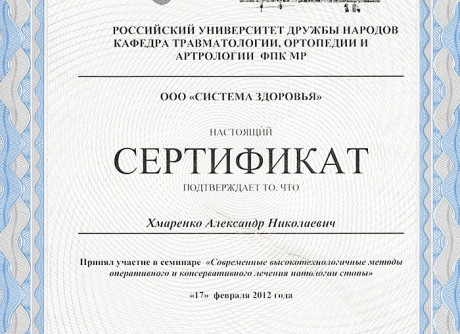 РОССИЙСКИЙ УНИВЕРСИТЕТ ДРУЖБЫ НАРОДОВ
КАФЕДРА ТРАВМАТОЛОГИИ, ОРТОПЕДИИ И
АРТРОЛОГИИ ФПК МР
ООО «СИСТЕМА ЗДОРОВЬЯ»
НАСТОЯЩИЙ
СЕРТИФИКАТ
ПОДТВЕРЖДАЕТ ТО, ЧТО
Хмаренко Александр Николаевич
Принял участие в семинаре «Современные высокотехнологичные методы
оперативного и консервативного лечения патологии стопы»
«17» февраля 2012 года